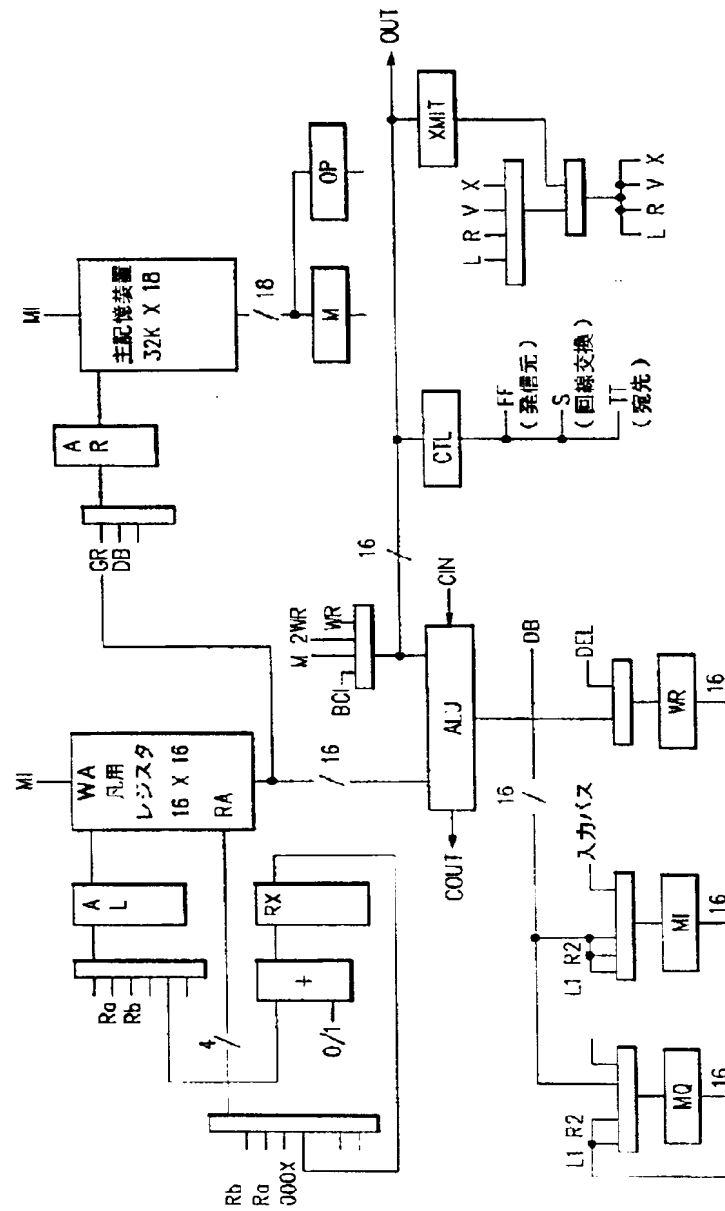 MI
WA
汎用
レジスタ
16 X 16
RA
A
L
Ra
Rb
4
+
0/1
RX
Rb
Ra
000X
GR
DB
A
R
MI
主記憶装置
32K X 18
18
M
OP
16
BCI
M
2WR
WR
16
ALU
CIN
COUT
16
CTL
FF
(発信元)
S
(回線交換)
TT
(宛先)
OUT
XMIT
L R V X
L R V X
DB
DEL
WR
16
入力バス
L1 R2
MI
16
L1 R2
MQ
16